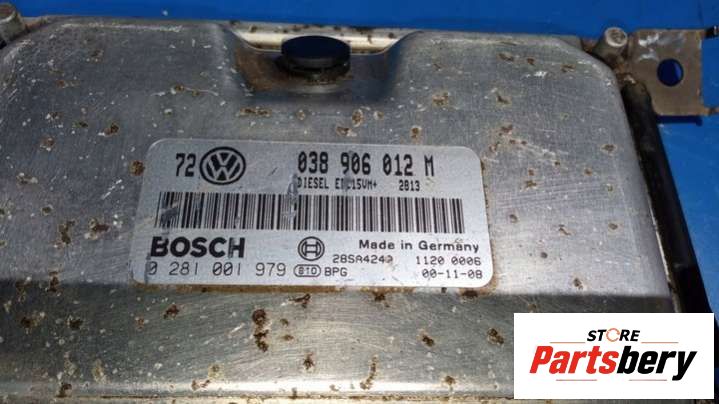 72 VW 038 906 012 M
DIESEL EDC15VM+ 2813
BOSCH Made in Germany
28SA4240 1120 0006
0 281 001 979 BPG 00-11-08
STORE
Partsbery